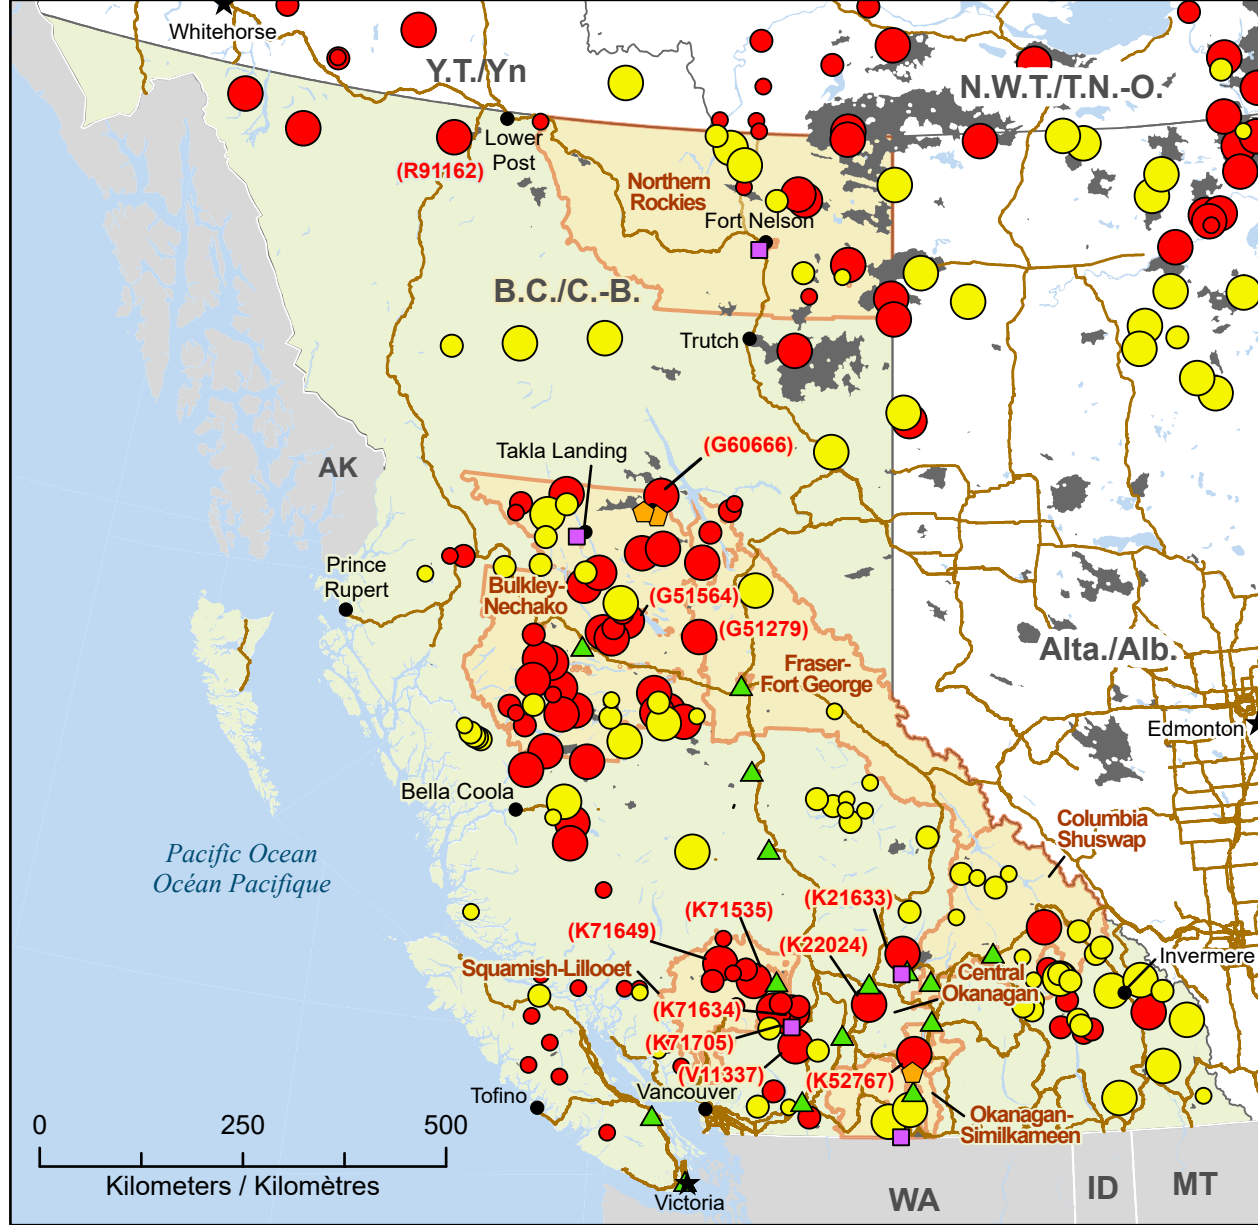 Whitehorse
Y.T./Yn
N.W.T./T.N.-O.
Lower
Post
(R91162)
Northern
Rockies
Fort Nelson
B.C./C.-B.
Trutch
AK
Takla Landing
(G60666)
Prince
Rupert
Bulkley-
Nechako
(G51564)
(G51279)
Fraser-
Fort George
Alta./Alb.
Edmonton
Bella Coola
Columbia
Shuswap
Pacific Ocean
Océan Pacifique
(K21633)
(K71535)
(K71649)
(K22024)
Squamish-Lillooet
Central
Okanagan
Invermere
(K71634)
(K71705)
(V11337)
(K52767)
Tofino
Vancouver
Okanagan-
Similkameen
0 250 500
Kilometers / Kilomètres
Victoria
WA
ID
MT